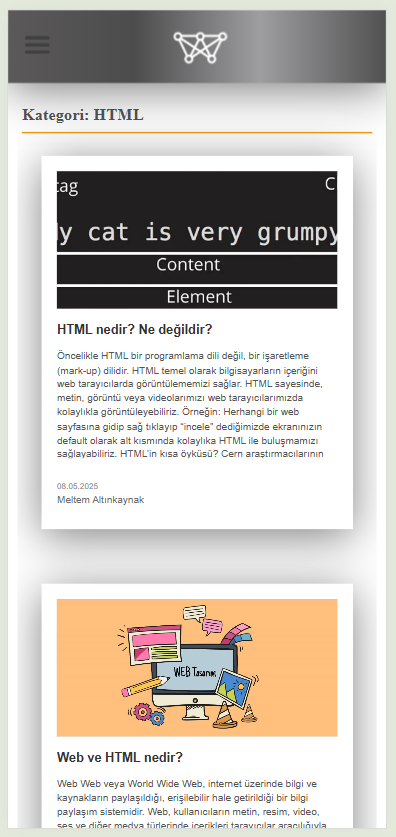 Kategori: HTML
tag
C
y cat is very grumpy
Content
Element
HTML nedir? Ne değildir?
Öncelikle HTML bir programlama dili değil, bir işaretleme
(mark-up) dilidir. HTML temel olarak bilgisayarların içeriğini
web tarayıcılarda görüntülememizi sağlar. HTML sayesinde,
metin, görüntü veya videolarımızı web tarayıcılarımızda
kolaylıkla görüntüleyebiliriz. Örneğin: Herhangi bir web
sayfasına gidip sağ tıklayıp “incele” dediğimizde ekranınızın
default olarak alt kısmında kolaylıka HTML ile buluşmamızı
sağlayabiliriz. HTML'in kısa öyküsü? Cern araştırmacılarının
08.05.2025
Meltem Altınkaynak
WEB Tasarım
Web ve HTML nedir?
Web Web veya World Wide Web, internet üzerinde bilgi ve
kaynakların paylaşıldığı, erişilebilir hale getirildiği bir bilgi
paylaşım sistemidir. Web, kullanıcıların metin, resim, video,
ses ve diğer medya türlerinde içerikleri tarayıcılar aracılığıyla